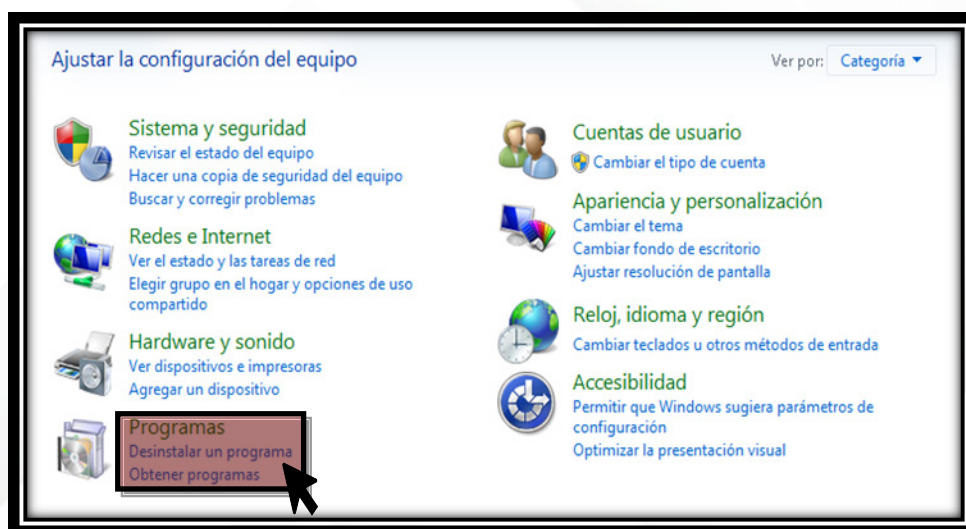 Ajustar la configuración del equipo
Ver por: Categoría
Sistema y seguridad
Revisar el estado del equipo
Hacer una copia de seguridad del equipo
Buscar y corregir problemas
Redes e Internet
Ver el estado y las tareas de red
Elegir grupo en el hogar y opciones de uso
compartido
Hardware y sonido
Ver dispositivos e impresoras
Agregar un dispositivo
Programas
Desinstalar un programa
Obtener programas
Cuentas de usuario
Cambiar el tipo de cuenta
Apariencia y personalización
Cambiar el tema
Cambiar fondo de escritorio
Ajustar resolución de pantalla
Reloj, idioma y región
Cambiar teclados u otros métodos de entrada
Accesibilidad
Permitir que Windows sugiera parámetros de
configuración
Optimizar la presentación visual